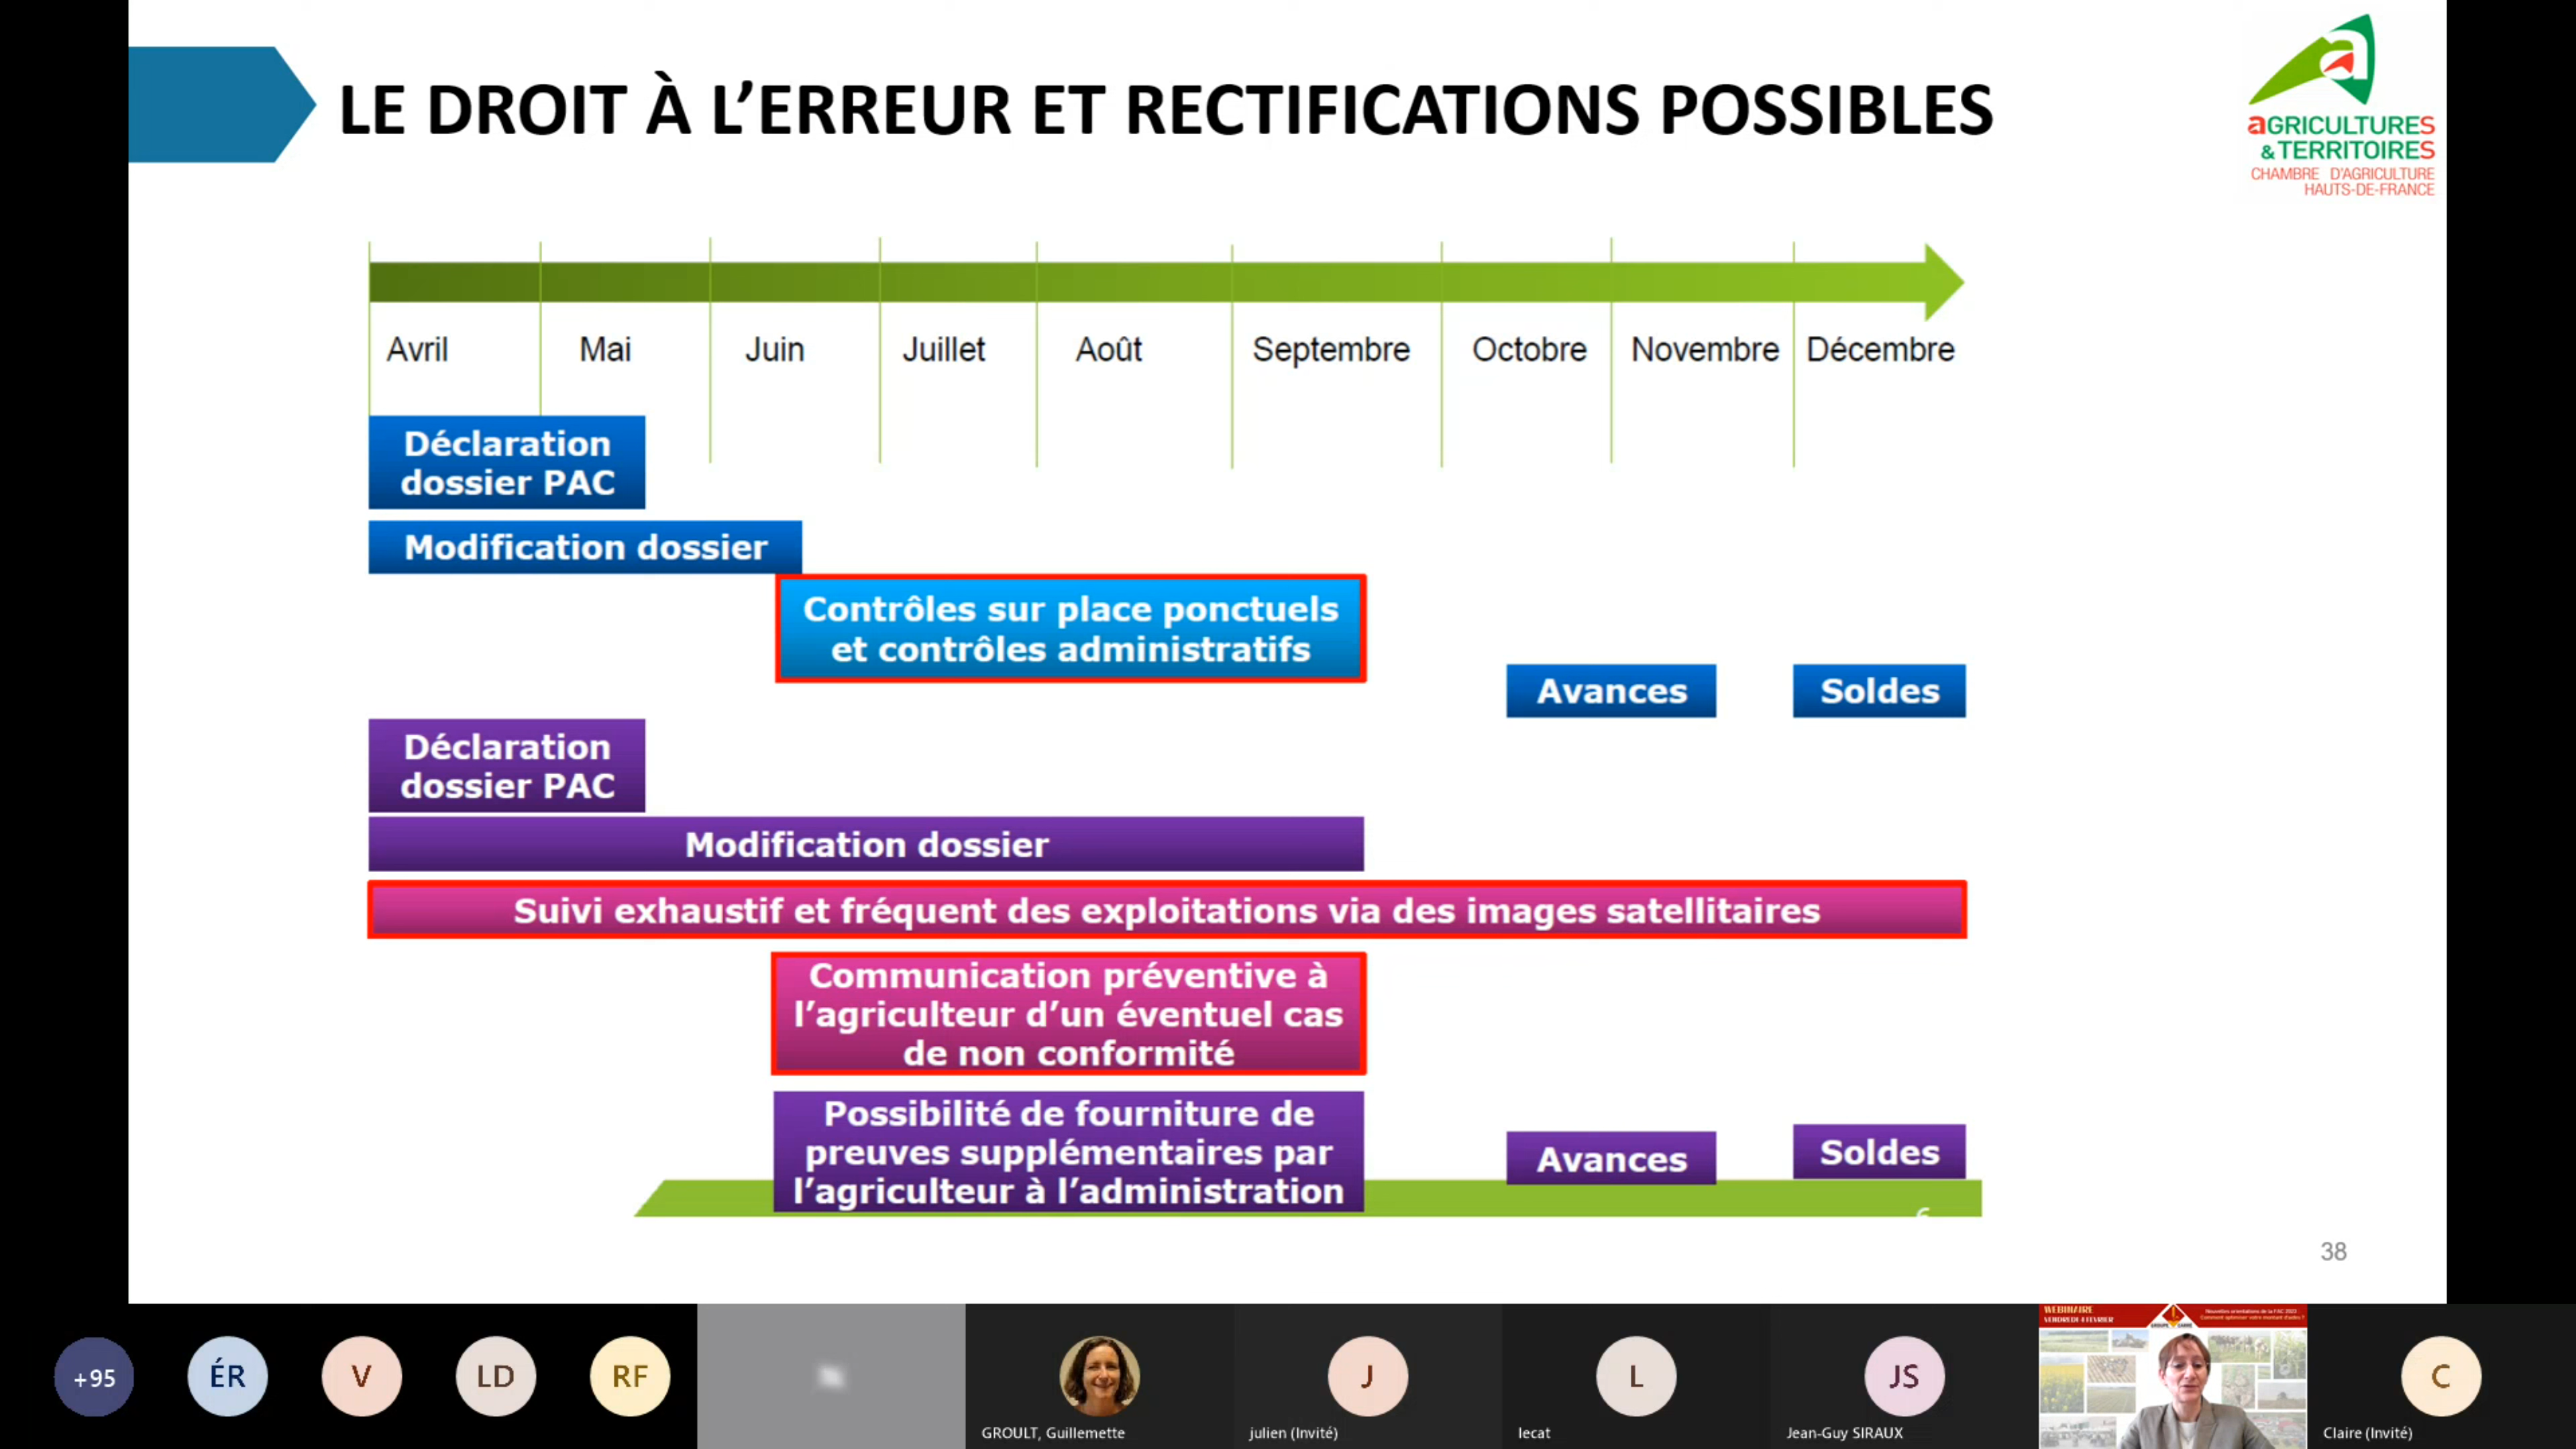 LE DROIT À L’ERREUR ET RECTIFICATIONS POSSIBLES
aGRICULTURES
& TERRITOIRES
CHAMBRE D'AGRICULTURE
HAUTS-DE-FRANCE
Avril
Mai
Juin
Juillet
Août
Septembre
Octobre
Novembre
Décembre
Déclaration
dossier PAC
Modification dossier
Contrôles sur place ponctuels
et contrôles administratifs
Avances
Soldes
Déclaration
dossier PAC
Modification dossier
Suivi exhaustif et fréquent des exploitations via des images satellitaires
Communication préventive à
l’agriculteur d’un éventuel cas
de non conformité
Possibilité de fourniture de
preuves supplémentaires par
l’agriculteur à l’administration
Avances
Soldes
38
+95
ÉR
V
LD
RF
GROULT, Guillemette
J
julien (Invité)
L
lecat
JS
Jean-Guy SIRAUX
WEBINAIRE
VENDREDI 4 FEVRIER
C
Claire (Invité)